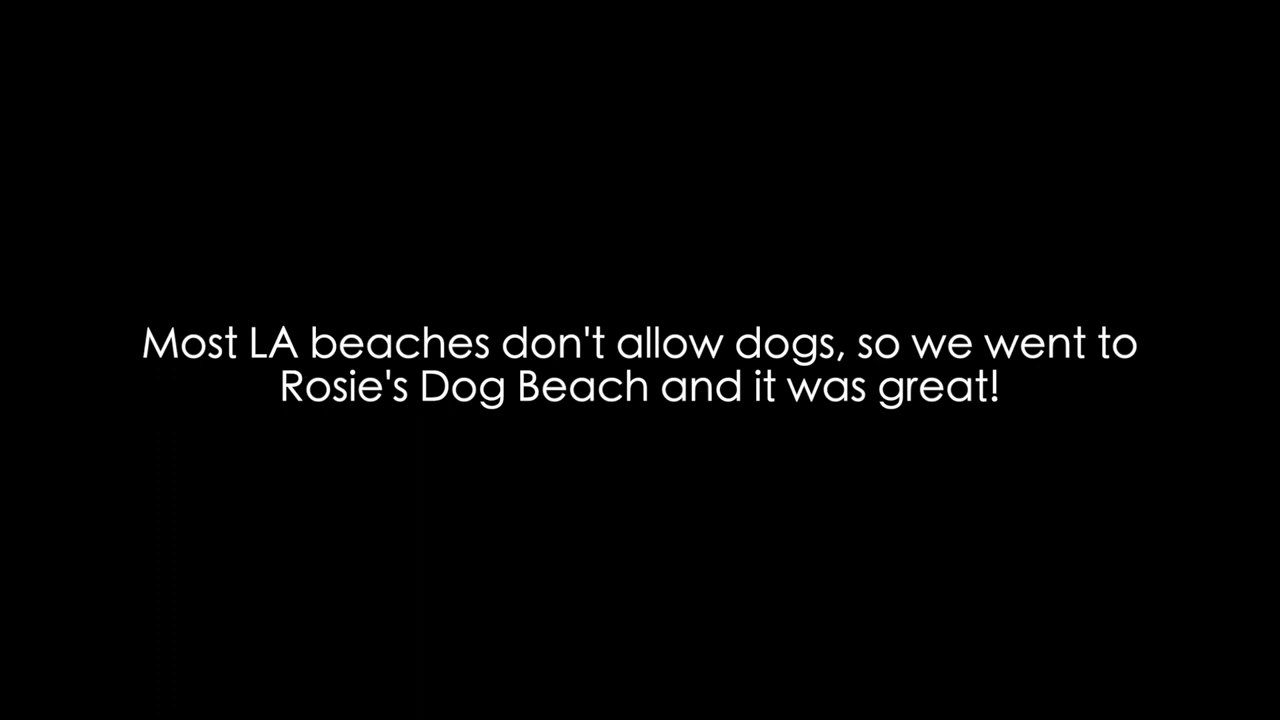 Most LA beaches don't allow dogs, so we went to
Rosie's Dog Beach and it was great!